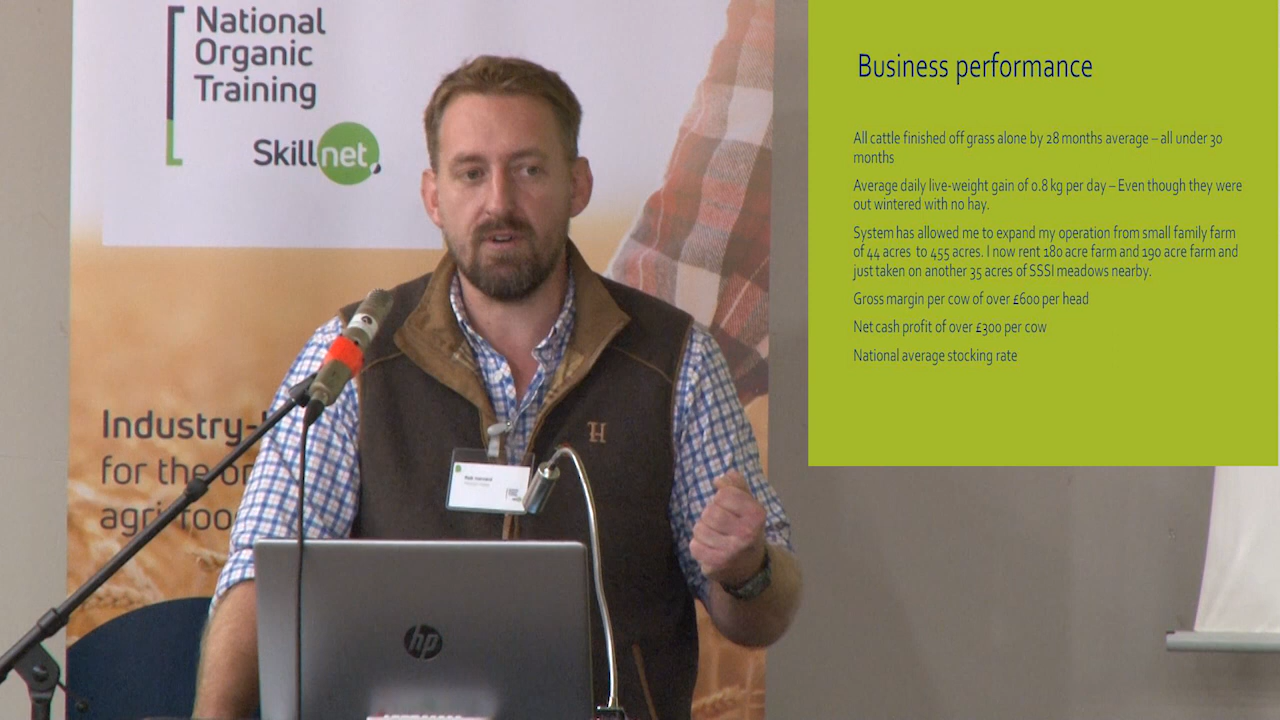 National
Organic
Training
Skillnet
Industry-
for the or
agri-foo
H
hp
Business performance
All cattle finished off grass alone by 28 months average – all under 30
months
Average daily live-weight gain of 0.8 kg per day – Even though they were
out wintered with no hay.
System has allowed me to expand my operation from small family farm
of 44 acres to 455 acres. I now rent 180 acre farm and 190 acre farm and
just taken on another 35 acres of SSSI meadows nearby.
Gross margin per cow of over £600 per head
Net cash profit of over £300 per cow
National average stocking rate